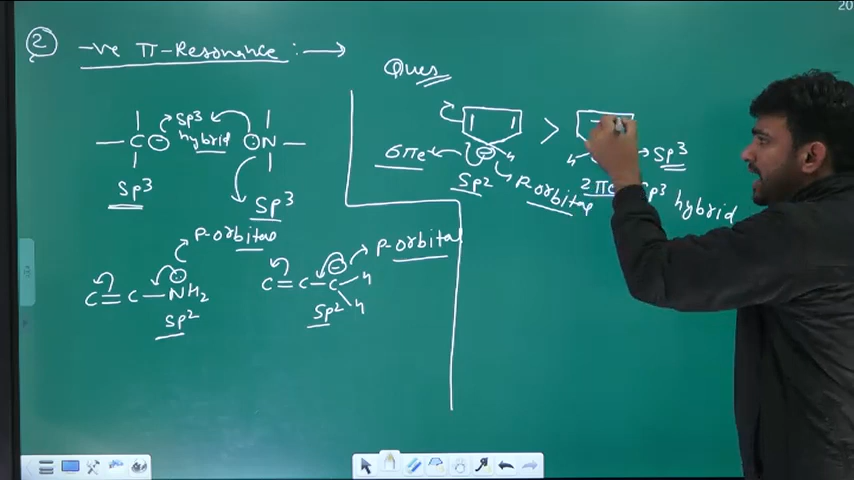 20
② -ve π-Resonance : →
Ques
- C ⊖ Sp3 hybrid
Sp3
N -
Sp3
C = C - NH2
P-orbital
Sp2
C = C - C ⊖ H H
P-orbital
Sp2
6πe
⊖ H
Sp2
P-orbital
>
H
Sp3
2πe
Sp3 hybrid